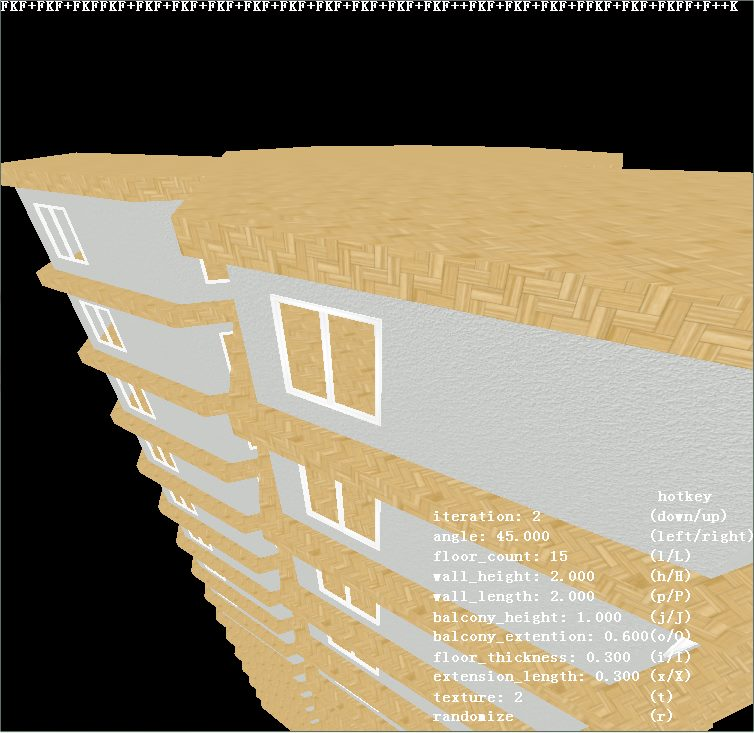 FKF+FKF+FKFFKF+FKF+FKF+FKF+FKF+FKF+FKF+FKF+FKF+FKF++FKF+FKF+FKF+FFKF+FKF+FKFF+F++K
hotkey
iteration: 2 (down/up)
angle: 45.000 (left/right)
floor_count: 15 (l/L)
wall_height: 2.000 (h/H)
wall_length: 2.000 (p/P)
balcony_height: 1.000 (j/J)
balcony_extention: 0.600(o/O)
floor_thickness: 0.300 (i/I)
extension_length: 0.300 (x/X)
texture: 2 (t)
randomize (r)